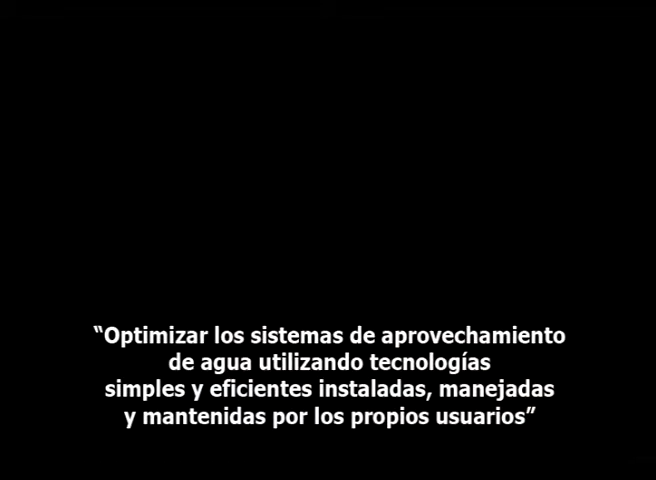 “Optimizar los sistemas de aprovechamiento
de agua utilizando tecnologías
simples y eficientes instaladas, manejadas
y mantenidas por los propios usuarios”